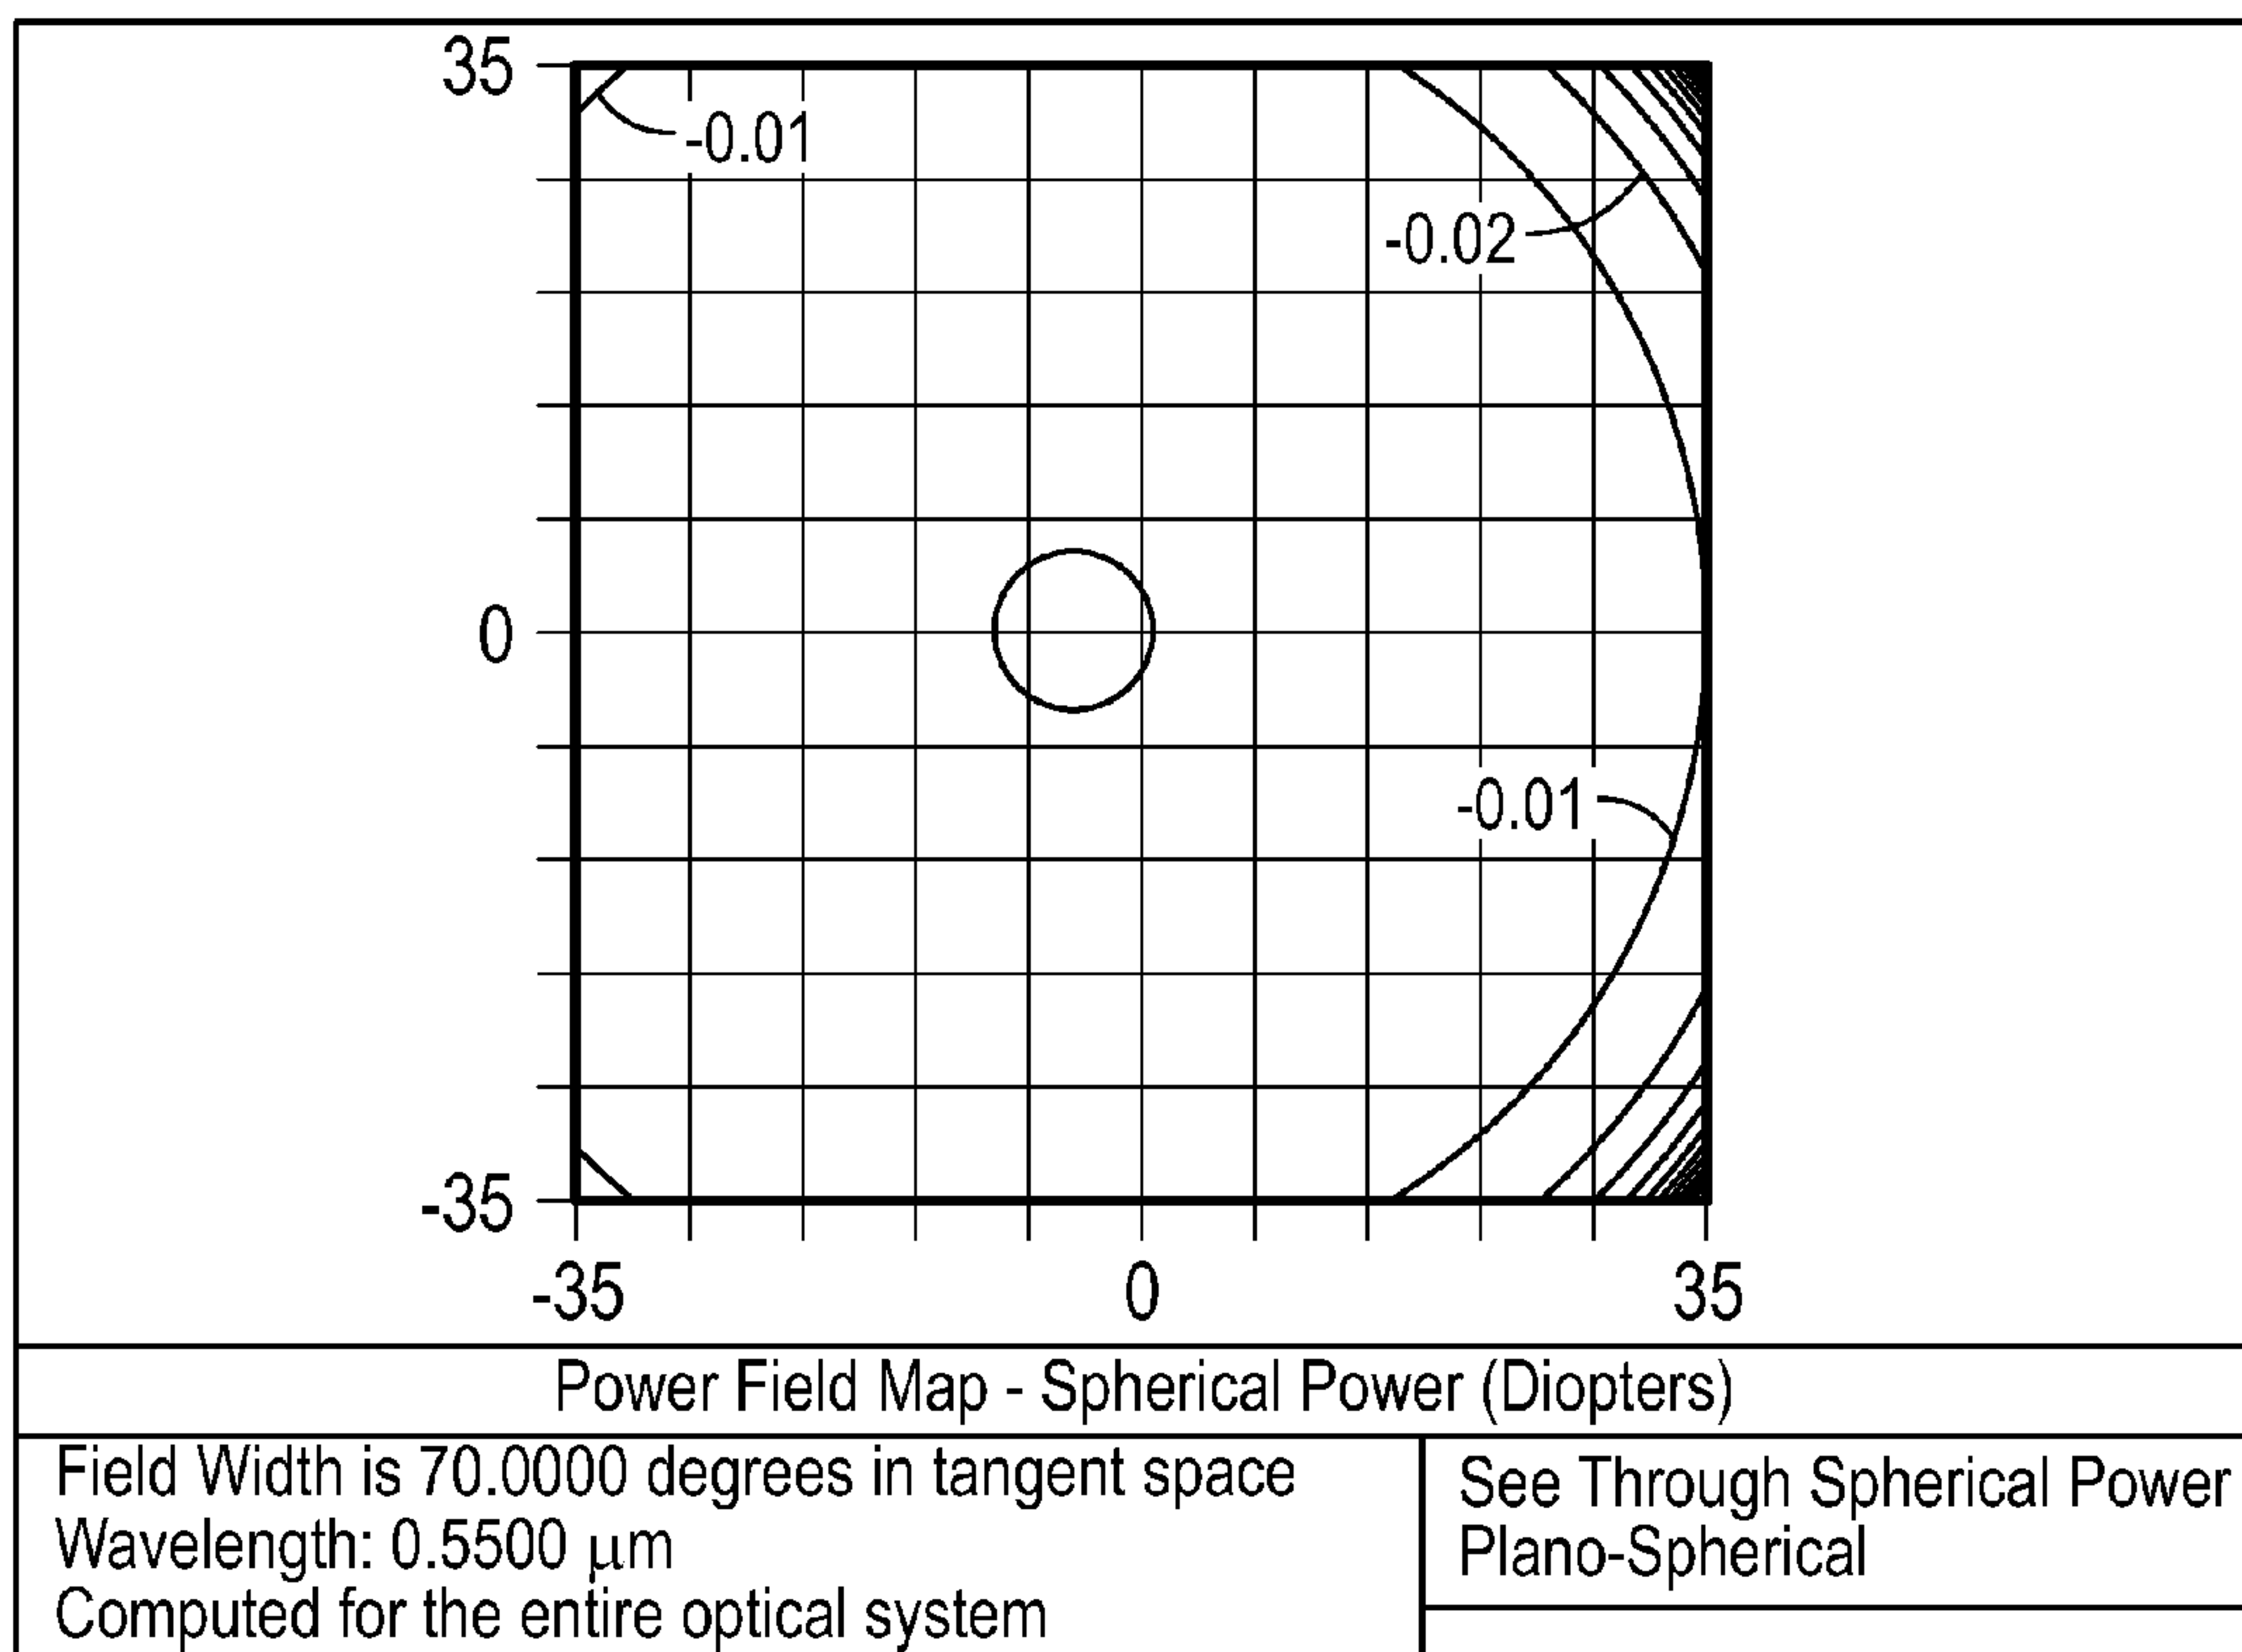 35
-0.01
-0.02
0
-0.01
-35
-35
0
35
Power Field Map - Spherical Power (Diopters)
Field Width is 70.0000 degrees in tangent space
Wavelength: 0.5500 μm
Computed for the entire optical system
See Through Spherical Power
Plano-Spherical